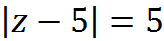 |z − 5| = 5